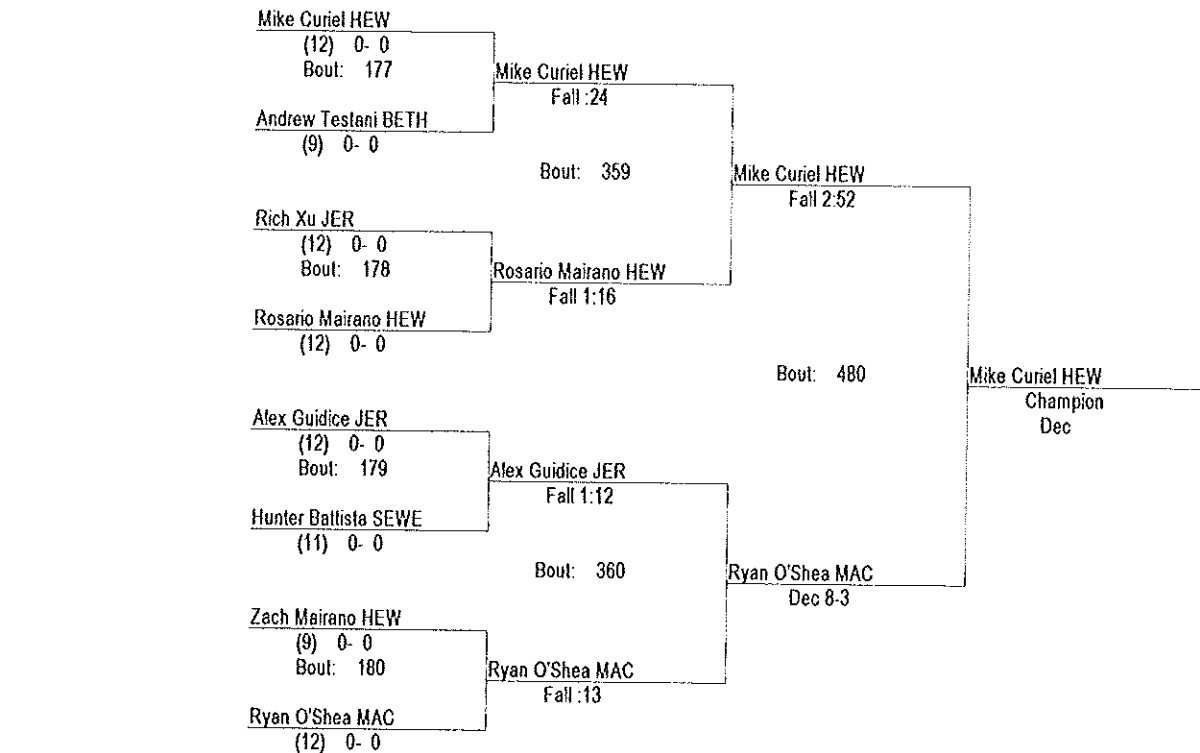 Mike Curiel HEW
(12) 0- 0
Bout: 177
Andrew Testani BETH
(9) 0- 0
Rich Xu JER
(12) 0- 0
Bout: 178
Rosario Mairano HEW
(12) 0- 0
Alex Guidice JER
(12) 0- 0
Bout: 179
Hunter Battista SEWE
(11) 0- 0
Zach Mairano HEW
(9) 0- 0
Bout: 180
Ryan O'Shea MAC
(12) 0- 0
Mike Curiel HEW
Fall :24
Bout: 359
Rosario Mairano HEW
Fall 1:16
Alex Guidice JER
Fall 1:12
Bout: 360
Ryan O'Shea MAC
Fall :13
Mike Curiel HEW
Fall 2:52
Bout: 480
Ryan O'Shea MAC
Dec 8-3
Mike Curiel HEW
Champion
Dec